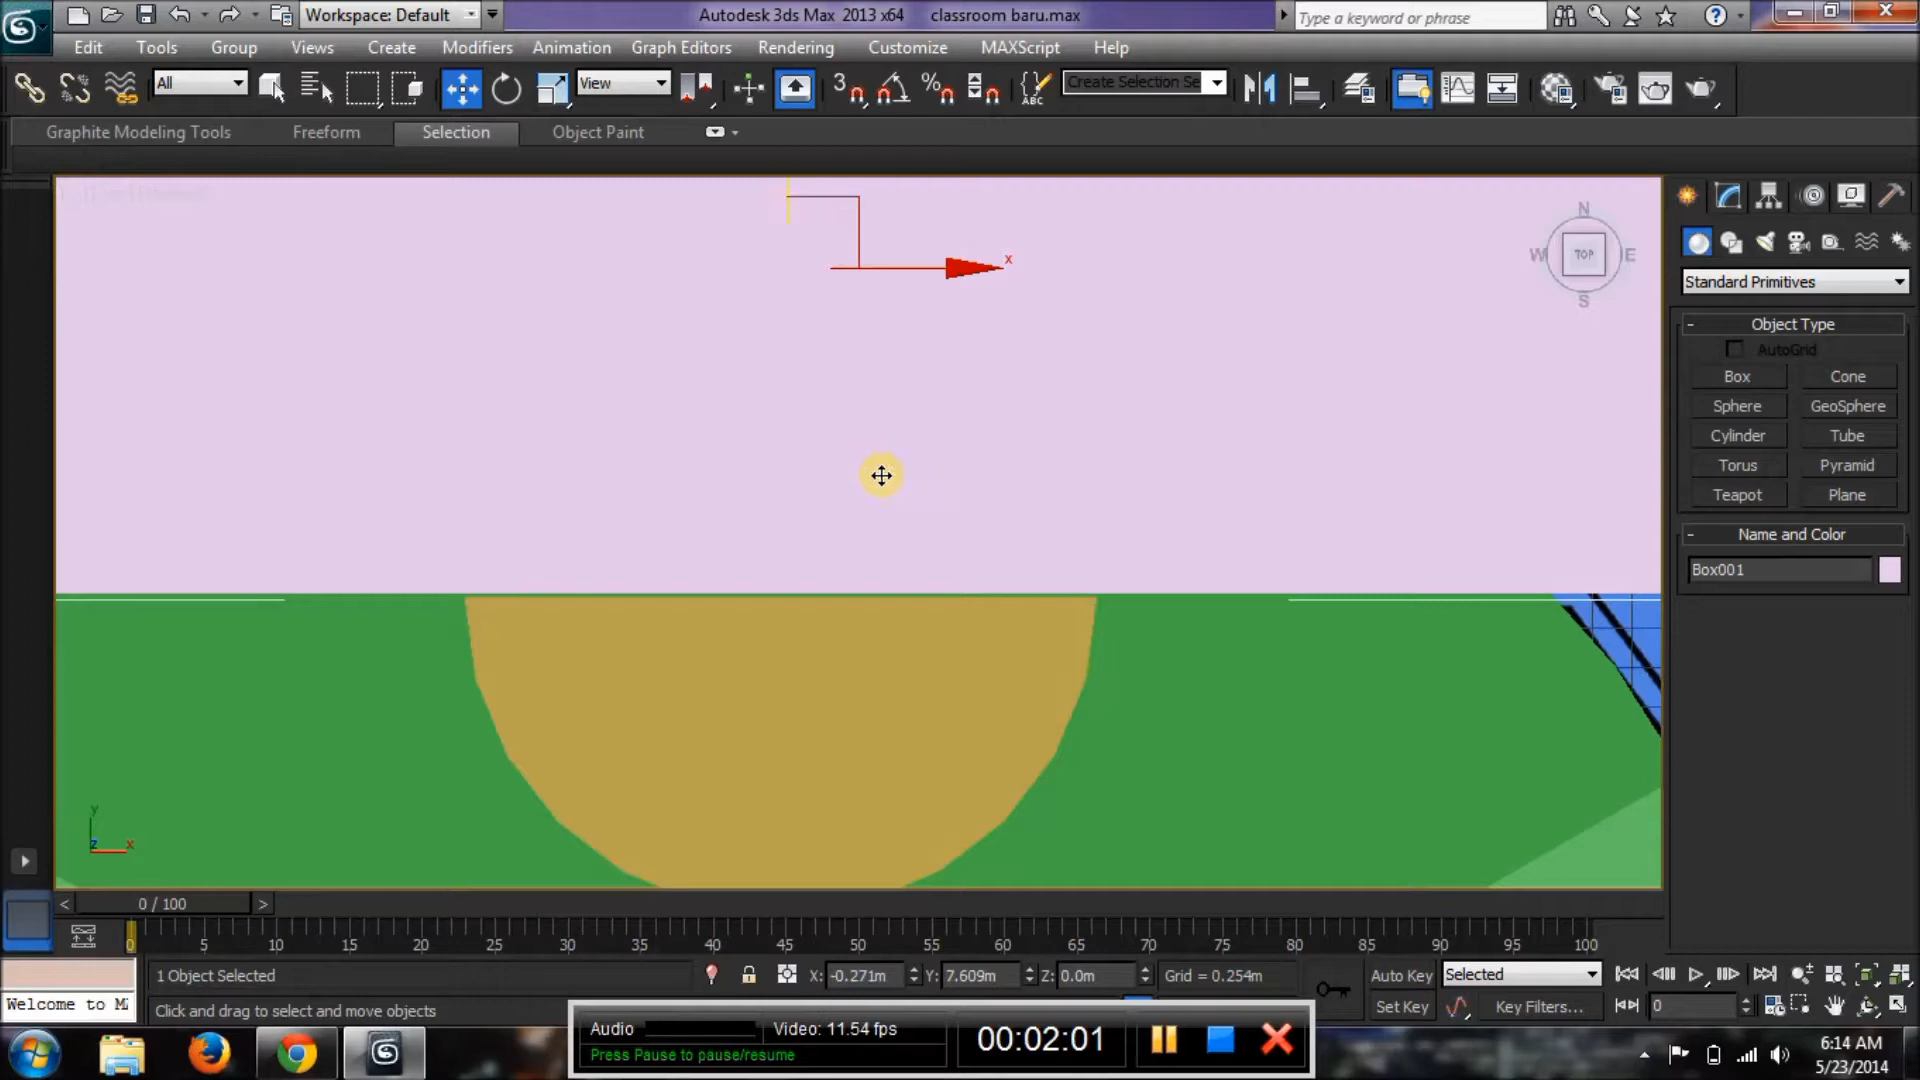 Workspace: Default
Autodesk 3ds Max 2013 x64 classroom baru.max
Type a keyword or phrase
Edit Tools Group Views Create Modifiers Animation Graph Editors Rendering Customize MAXScript Help
All
View
3
%
ABC
Create Selection Se
Graphite Modeling Tools Freeform Selection Object Paint
x
N
W TOP E
S
Standard Primitives
- Object Type
AutoGrid
Box Cone
Sphere GeoSphere
Cylinder Tube
Torus Pyramid
Teapot Plane
- Name and Color
Box001
y
z x
< 0 / 100 >
0 5 10 15 20 25 30 35 40 45 50 55 60 65 70 75 80 85 90 95 100
1 Object Selected X: -0.271m Y: 7.609m Z: 0.0m Grid = 0.254m Auto Key Selected
Welcome to M Click and drag to select and move objects Set Key Key Filters... 0
Audio Video: 11.54 fps
Press Pause to pause/resume
00:02:01
6:14 AM
5/23/2014